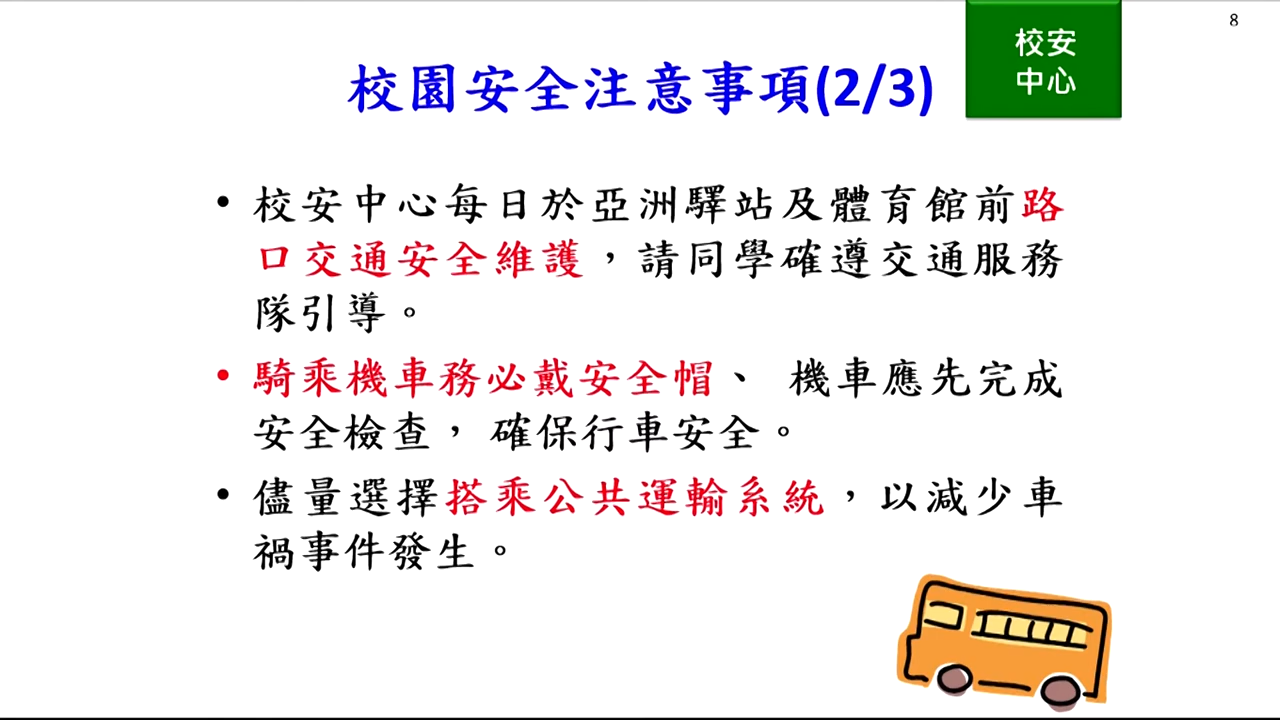 8
校安
中心
校園安全注意事項(2/3)
• 校安中心每日於亞洲驛站及體育館前路
口交通安全維護，請同學確遵交通服務
隊引導。
• 騎乘機車務必戴安全帽、 機車應先完成
安全檢查， 確保行車安全。
• 儘量選擇搭乘公共運輸系統，以減少車
禍事件發生。